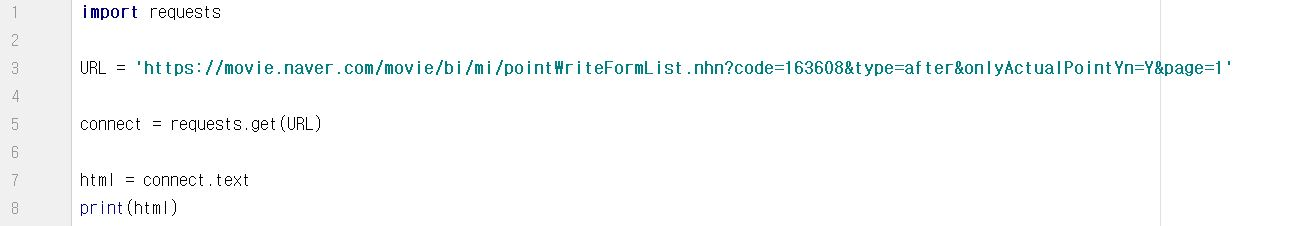 1 import requests
2
3 URL = 'https://movie.naver.com/movie/bi/mi/pointWriteFormList.nhn?code=163608&type=after&onlyActualPointYn=Y&page=1'
4
5 connect = requests.get(URL)
6
7 html = connect.text
8 print(html)